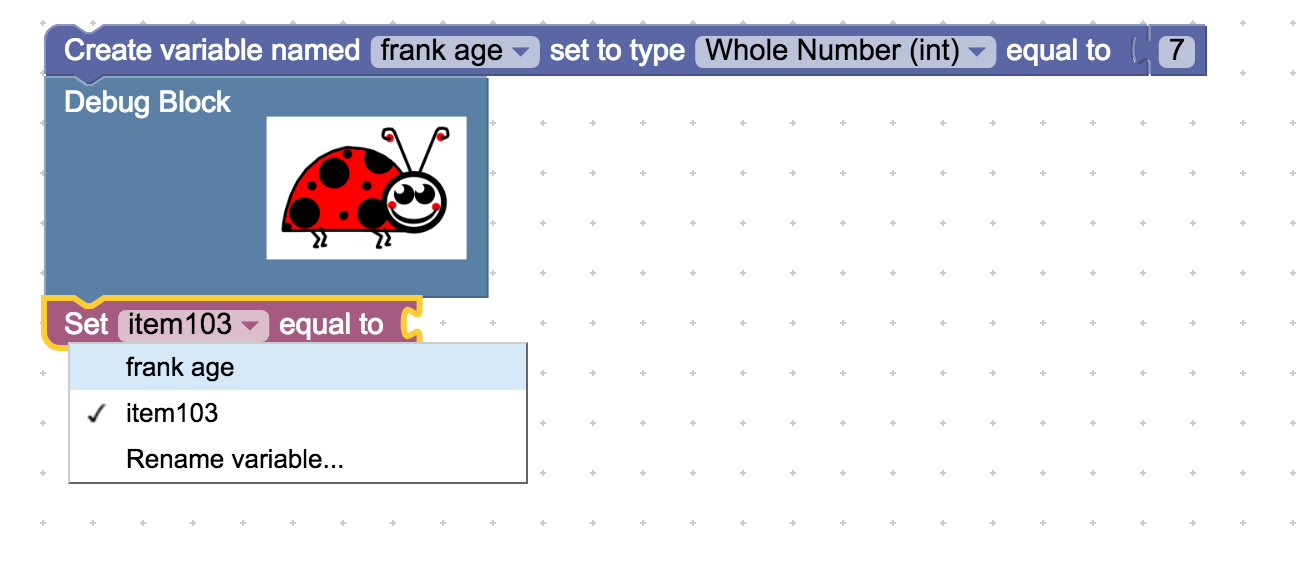 Create variable named frank age set to type Whole Number (int) equal to 7
Debug Block
Set item103 equal to
frank age
✓ item103
Rename variable...